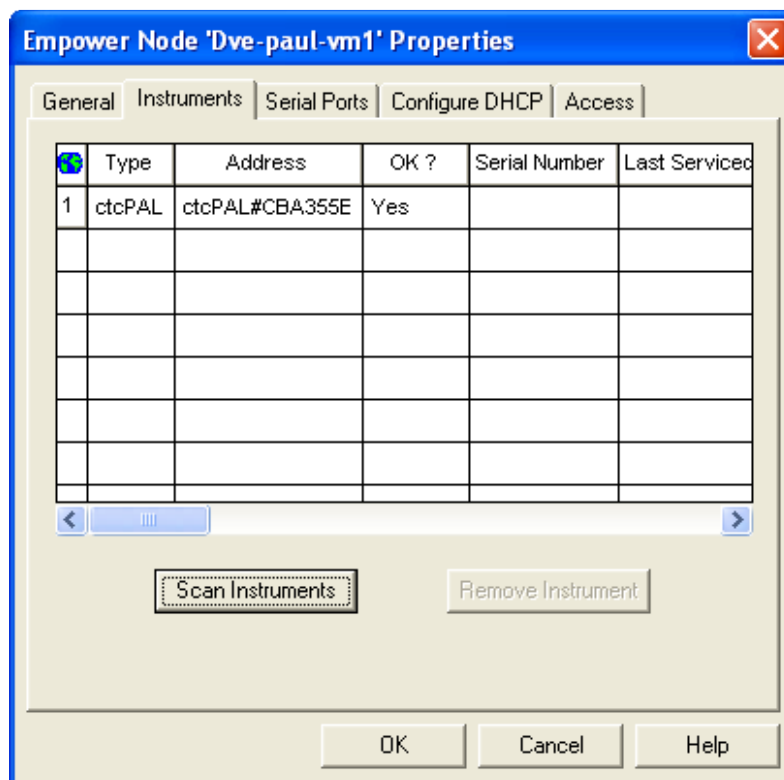 Empower Node 'Dve-paul-vm1' Properties
General Instruments Serial Ports Configure DHCP Access
Type Address OK ? Serial Number Last Serviced
1 ctcPAL ctcPAL#CBA355E Yes
Scan Instruments Remove Instrument
OK Cancel Help